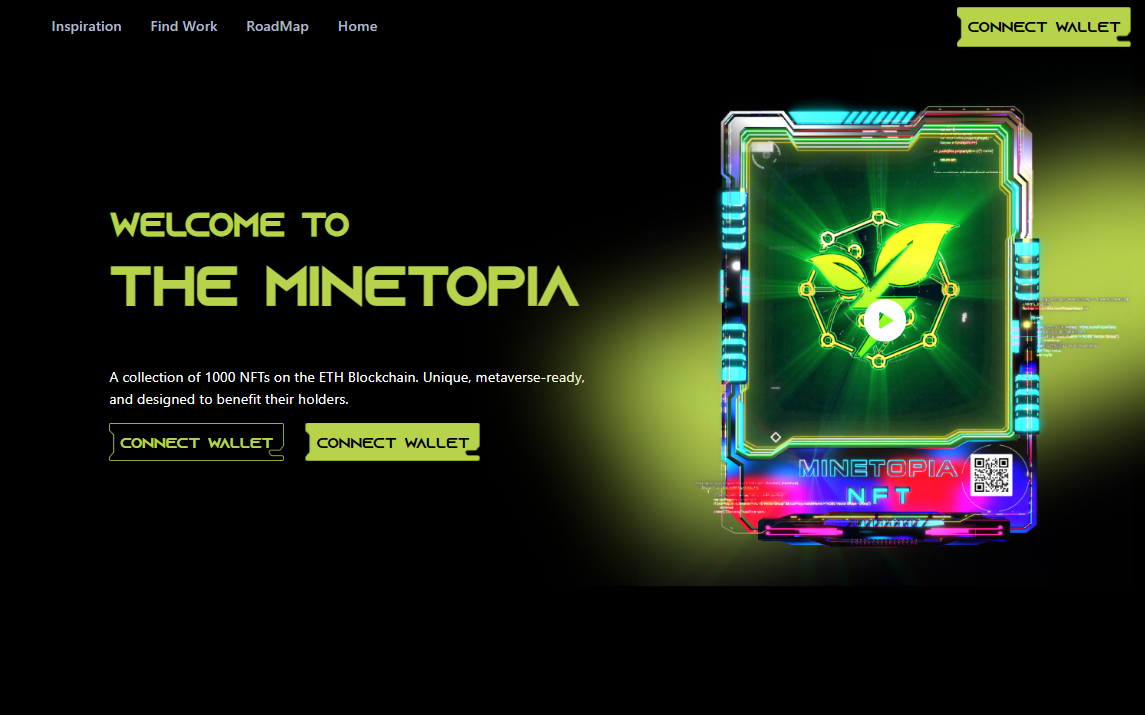 Inspiration Find Work RoadMap Home
CONNECT WALLET
WELCOME TO
THE MINETOPIA
A collection of 1000 NFTs on the ETH Blockchain. Unique, metaverse-ready,
and designed to benefit their holders.
CONNECT WALLET CONNECT WALLET
MINETOPIA
NFT